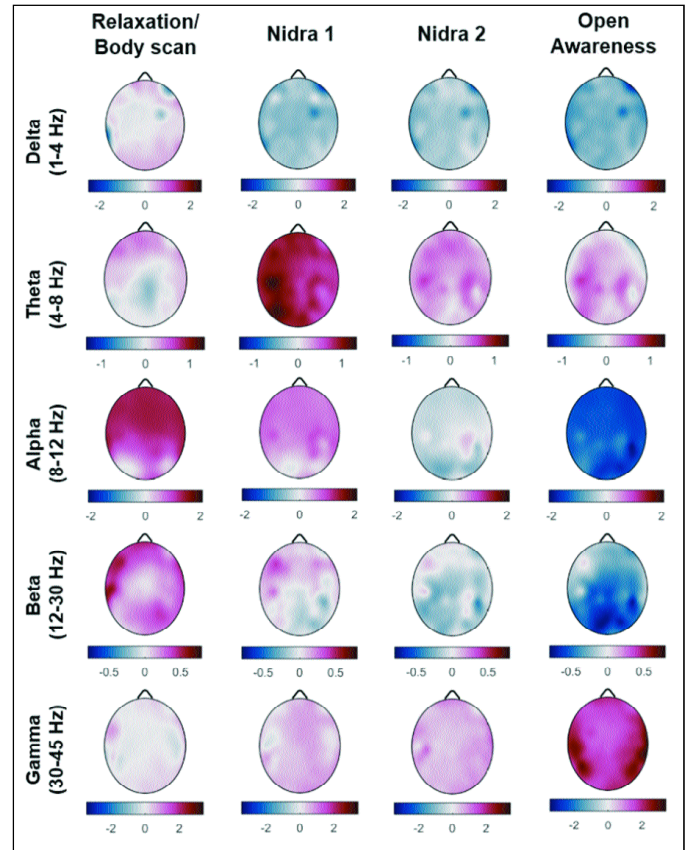 Relaxation/
Body scan
Nidra 1
Nidra 2
Open
Awareness
Delta
(1-4 Hz)
-2 0 2
-2 0 2
-2 0 2
-2 0 2
Theta
(4-8 Hz)
-1 0 1
-1 0 1
-1 0 1
-1 0 1
Alpha
(8-12 Hz)
-2 0 2
-2 0 2
-2 0 2
-2 0 2
Beta
(12-30 Hz)
-0.5 0 0.5
-0.5 0 0.5
-0.5 0 0.5
-0.5 0 0.5
Gamma
(30-45 Hz)
-2 0 2
-2 0 2
-2 0 2
-2 0 2